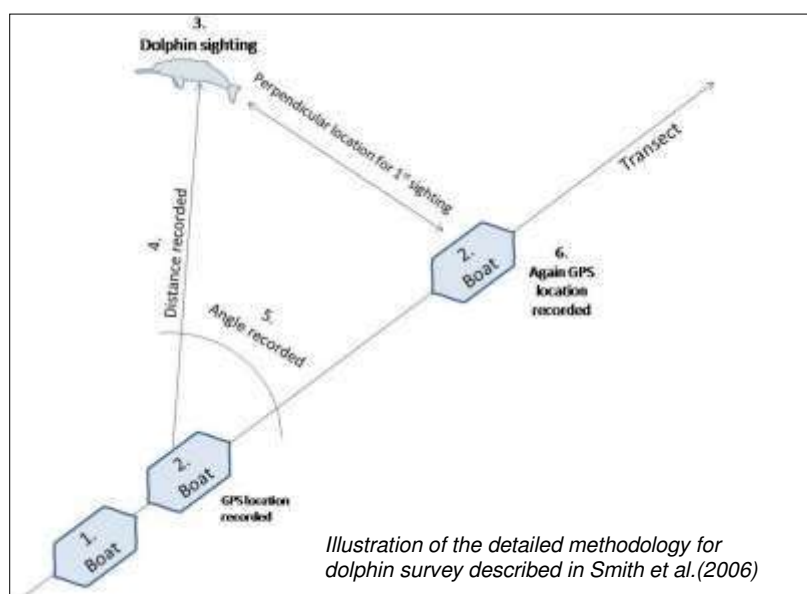 3.
Dolphin sighting
Perpendicular location for 1st sighting
Transect
4.
Distance recorded
5.
Angle recorded
2.
Boat
6.
Again GPS
location
recorded
2.
Boat
GPS location
recorded
1.
Boat
Illustration of the detailed methodology for
dolphin survey described in Smith et al.(2006)